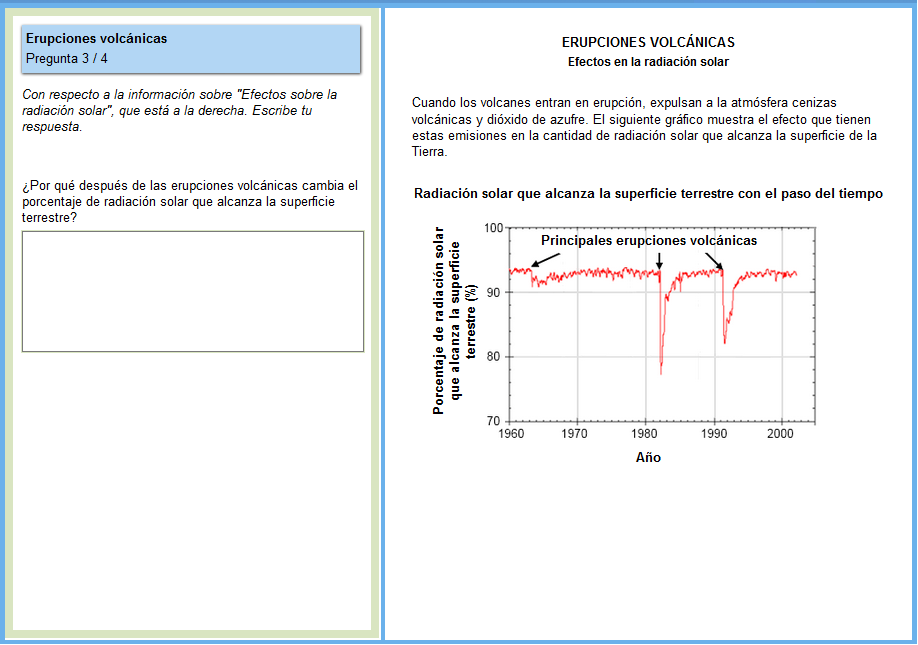 Erupciones volcánicas
Pregunta 3 / 4
Con respecto a la información sobre "Efectos sobre la
radiación solar", que está a la derecha. Escribe tu
respuesta.
¿Por qué después de las erupciones volcánicas cambia el
porcentaje de radiación solar que alcanza la superficie
terrestre?
ERUPCIONES VOLCÁNICAS
Efectos en la radiación solar
Cuando los volcanes entran en erupción, expulsan a la atmósfera cenizas
volcánicas y dióxido de azufre. El siguiente gráfico muestra el efecto que tienen
estas emisiones en la cantidad de radiación solar que alcanza la superficie de la
Tierra.
Radiación solar que alcanza la superficie terrestre con el paso del tiempo
Porcentaje de radiación solar
que alcanza la superficie
terrestre (%)
100
90
80
70
Principales erupciones volcánicas
1960 1970 1980 1990 2000
Año